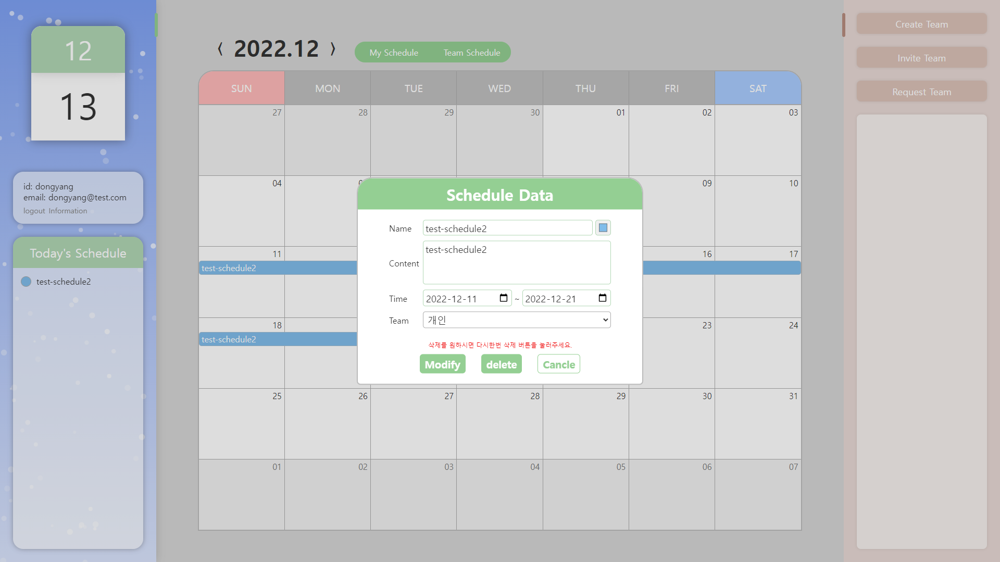 12
13
id: dongyang
email: dongyang@test.com
logout Information
Today's Schedule
test-schedule2
〈 2022.12 〉
My Schedule Team Schedule
SUN MON TUE WED THU FRI SAT
27 28 29 30 01 02 03
04 09 10
11 16 17
test-schedule2
18 23 24
test-schedule2
25 26 27 28 29 30 31
01 02 03 04 05 06 07
Schedule Data
Name test-schedule2
Content test-schedule2
Time 2022-12-11 ~ 2022-12-21
Team 개인
삭제를 원하시면 다시한번 삭제 버튼을 눌러주세요.
Modify delete Cancle
Create Team
Invite Team
Request Team